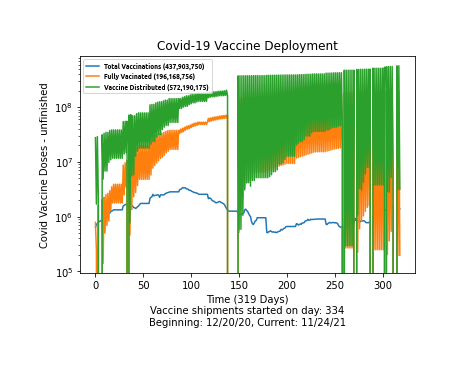 Covid-19 Vaccine Deployment
Total Vaccinations (437,903,750)
Fully Vacinated (196,168,756)
Vaccine Distributed (572,190,175)
Covid Vaccine Doses - unfinished
10⁸
10⁷
10⁶
10⁵
0 50 100 150 200 250 300
Time (319 Days)
Vaccine shipments started on day: 334
Beginning: 12/20/20, Current: 11/24/21